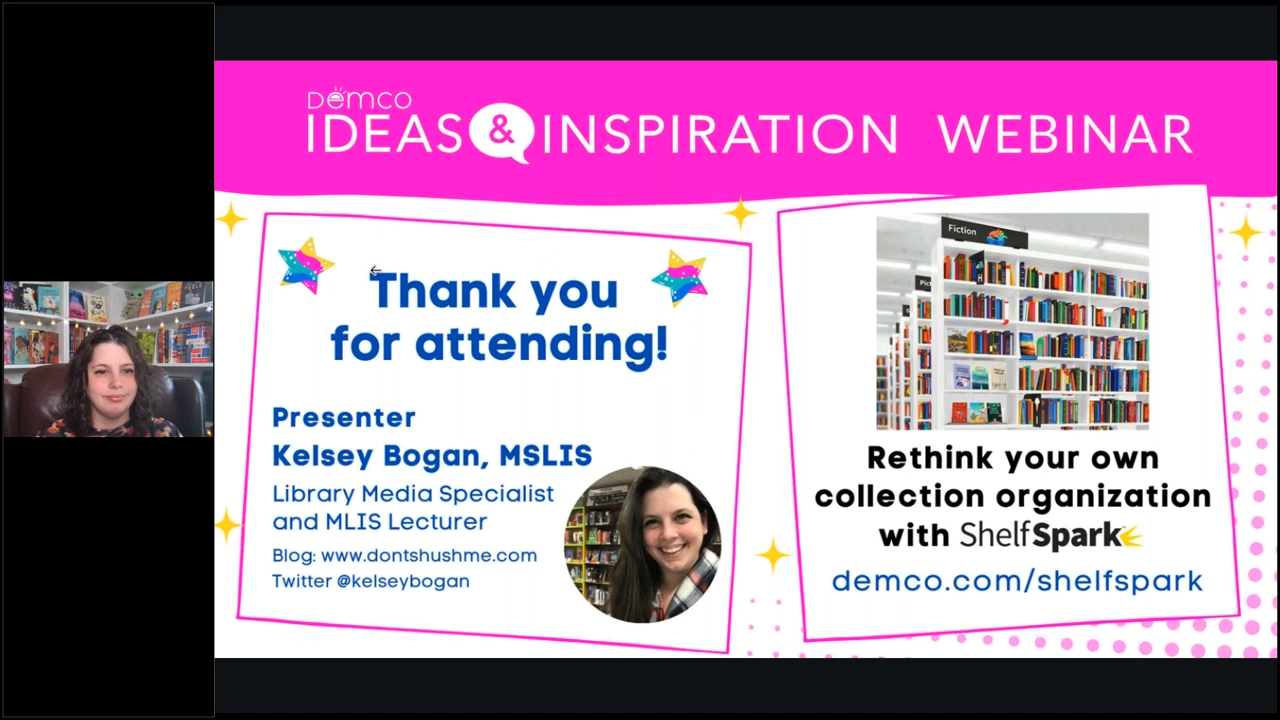 Demco
IDEAS & INSPIRATION WEBINAR
Thank you
for attending!
Presenter
Kelsey Bogan, MSLIS
Library Media Specialist
and MLIS Lecturer
Blog: www.dontshushme.com
Twitter @kelseybogan
Fiction
Rethink your own
collection organization
with ShelfSpark
demco.com/shelfspark